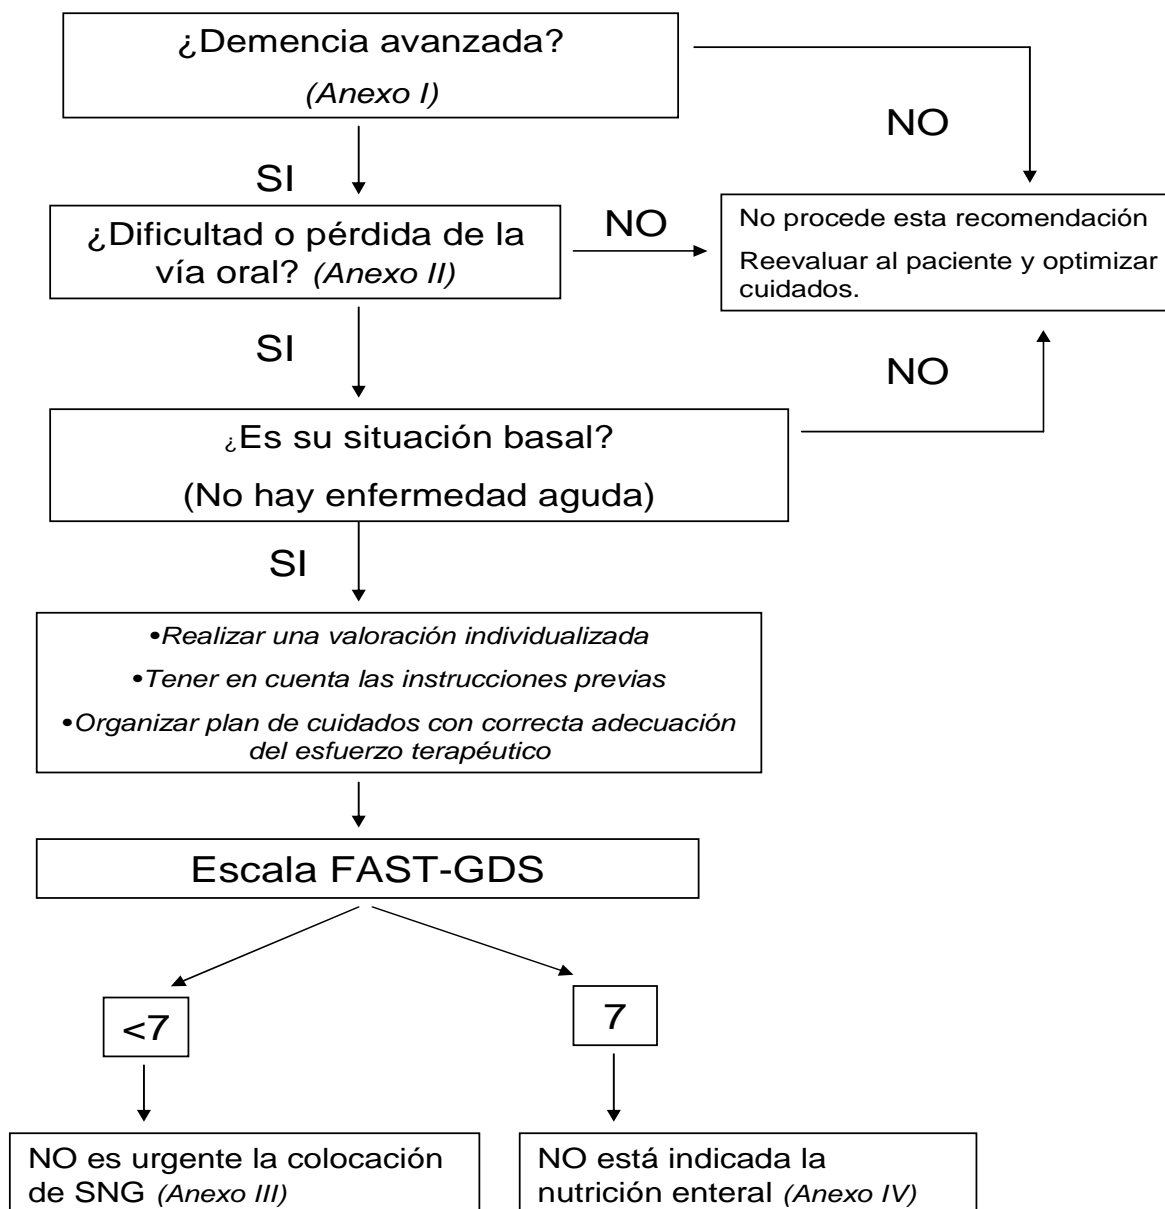 ¿Demencia avanzada?
(Anexo I)
NO
SI
¿Dificultad o pérdida de la
vía oral? (Anexo II)
NO
No procede esta recomendación
Reevaluar al paciente y optimizar
cuidados.
SI
NO
¿Es su situación basal?
(No hay enfermedad aguda)
SI
•Realizar una valoración individualizada
•Tener en cuenta las instrucciones previas
•Organizar plan de cuidados con correcta adecuación
del esfuerzo terapéutico
Escala FAST-GDS
<7
7
NO es urgente la colocación
de SNG (Anexo III)
NO está indicada la
nutrición enteral (Anexo IV)